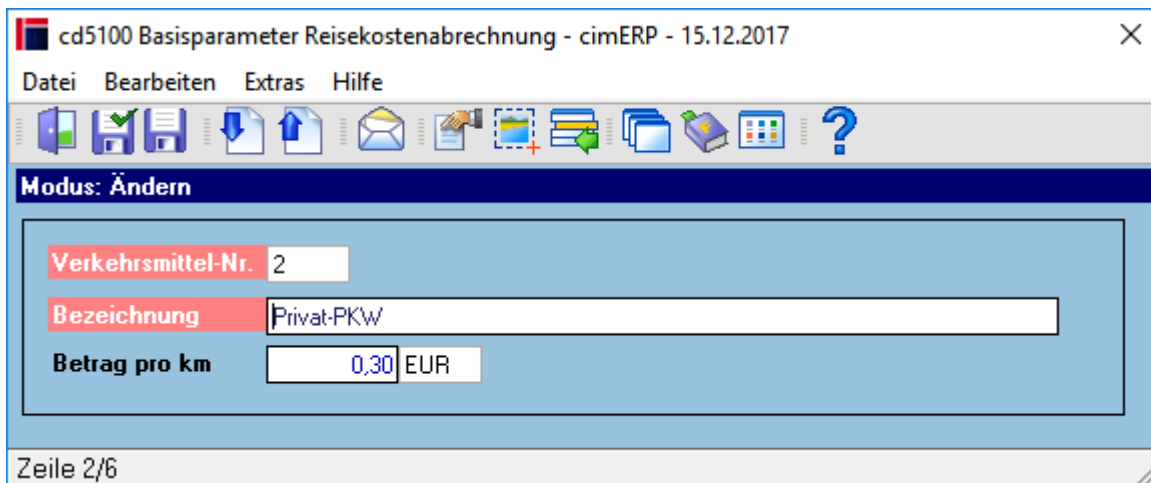 cd5100 Basisparameter Reisekostenabrechnung - cimERP - 15.12.2017
Datei Bearbeiten Extras Hilfe
Modus: Ändern
Verkehrsmittel-Nr. 2
Bezeichnung Privat-PKW
Betrag pro km 0,30 EUR
Zeile 2/6